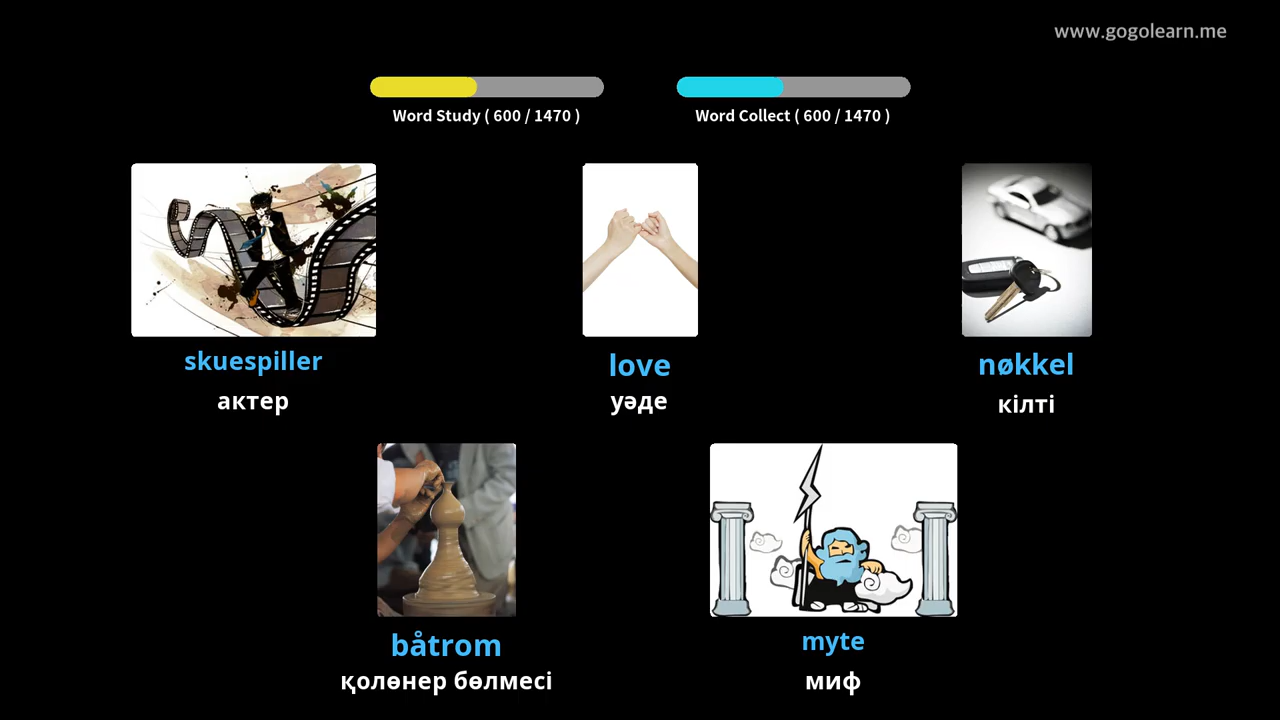 www.gogolearn.me
Word Study ( 600 / 1470 )
Word Collect ( 600 / 1470 )
skuespiller
актер
love
уәде
nøkkel
кілті
båtrom
қолөнер бөлмесі
myte
миф